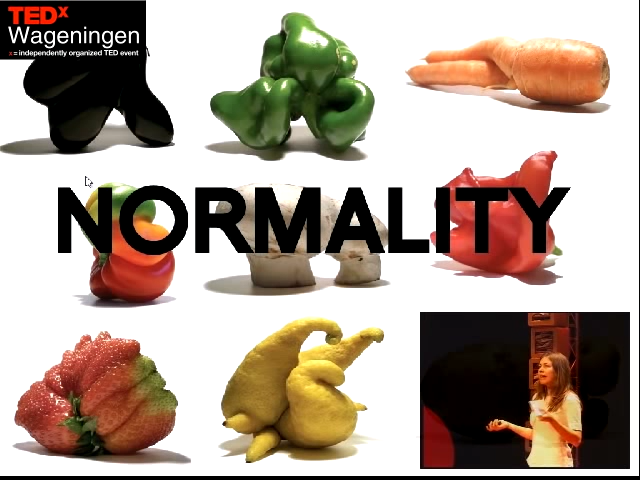 TEDx
Wageningen
x = independently organized TED event
NORMALITY